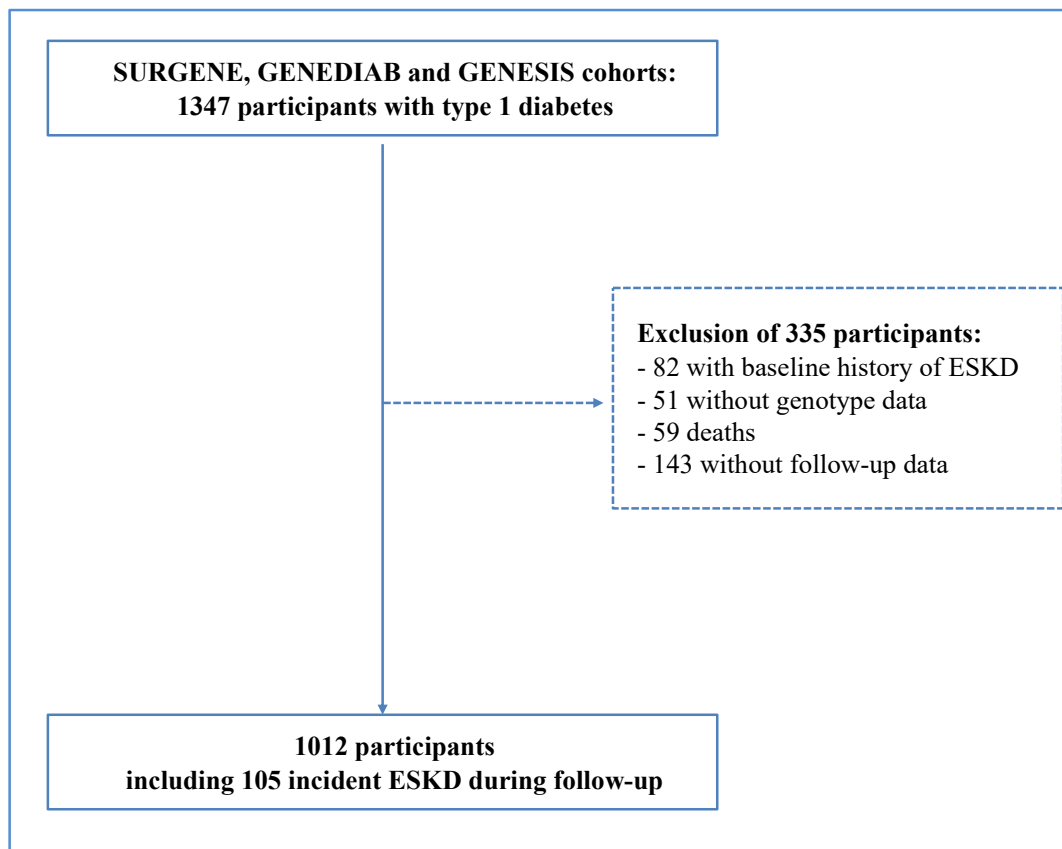 SURGENE, GENEDIAB and GENESIS cohorts:
1347 participants with type 1 diabetes
Exclusion of 335 participants:
- 82 with baseline history of ESKD
- 51 without genotype data
- 59 deaths
- 143 without follow-up data
1012 participants
including 105 incident ESKD during follow-up